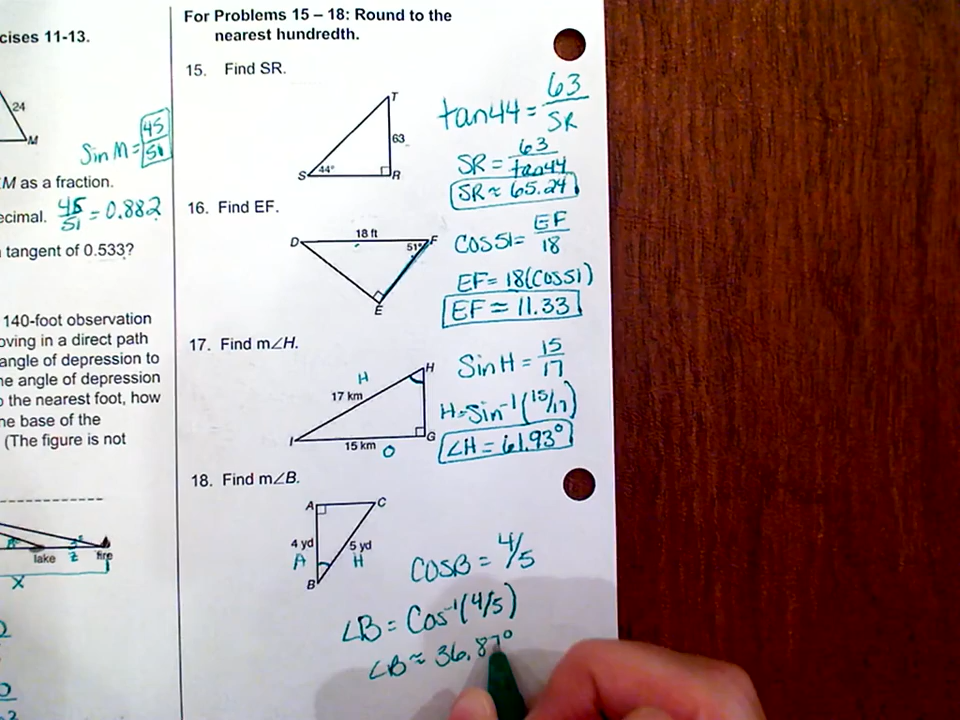 cises 11-13.
24
M
Sin M = 45/51
M as a fraction.
ecimal. 45/51 = 0.882
tangent of 0.533?
140-foot observation
oving in a direct path
angle of depression to
he angle of depression
the nearest foot, how
he base of the
(The figure is not
lake
fire
z
x
For Problems 15 – 18: Round to the
nearest hundredth.
15. Find SR.
T
63
S 44° R
tan44 = 63/SR
SR = 63/tan44
SR ≈ 65.24
16. Find EF.
18 ft
D 51° F
E
Cos51 = EF/18
EF = 18(Cos51)
EF ≈ 11.33
17. Find m∠H.
H
H
17 km
I G
15 km O
Sin H = 15/17
H = Sin⁻¹(15/17)
∠H = 61.93°
18. Find m∠B.
A C
4 yd 5 yd
A H
B
CosB = 4/5
∠B = Cos⁻¹(4/5)
∠B ≈ 36.87°